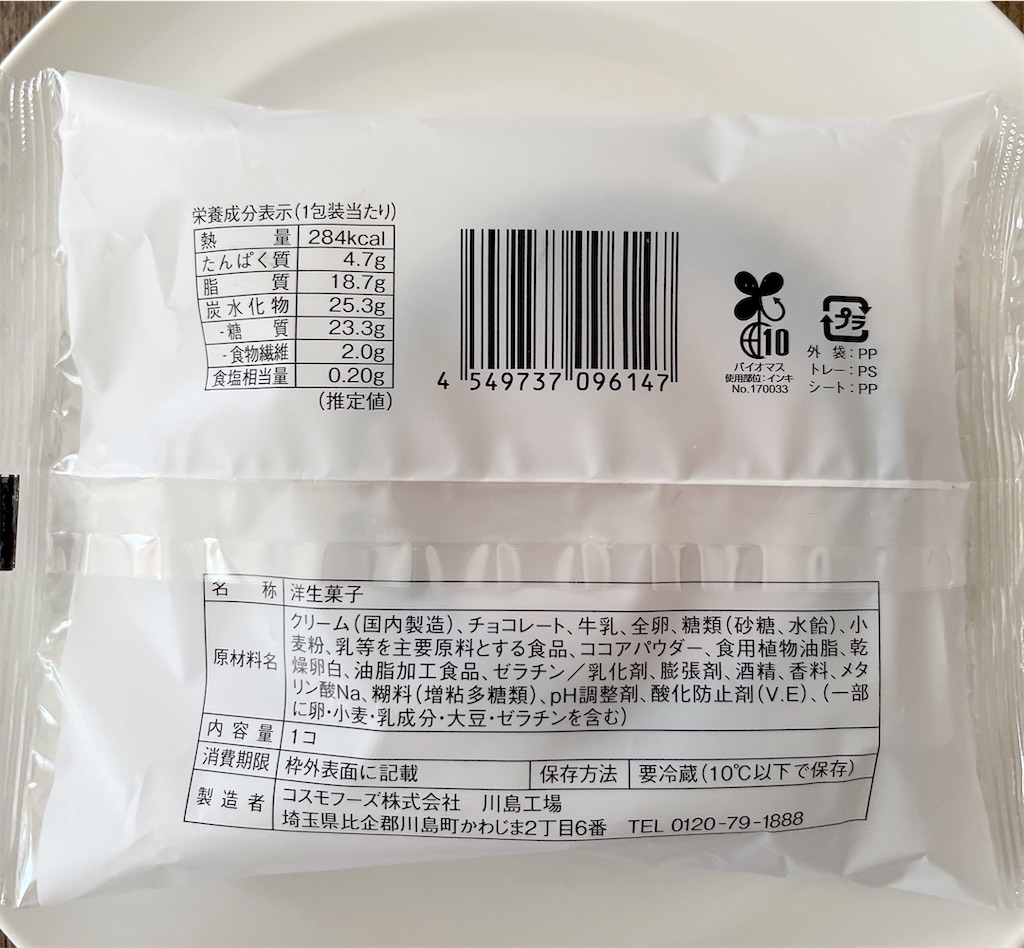 栄養成分表示(1包装当たり)
熱量 284kcal
たんぱく質 4.7g
脂質 18.7g
炭水化物 25.3g
-糖質 23.3g
-食物繊維 2.0g
食塩相当量 0.20g
(推定値)
4 549737 096147
10
バイオマス
使用部位:インキ
No.170033
プラ
外袋:PP
トレー:PS
シート:PP
名称 洋生菓子
原材料名 クリーム(国内製造)、チョコレート、牛乳、全卵、糖類(砂糖、水飴)、小
麦粉、乳等を主要原料とする食品、ココアパウダー、食用植物油脂、乾
燥卵白、油脂加工食品、ゼラチン/乳化剤、膨張剤、酒精、香料、メタ
リン酸Na、糊料(増粘多糖類)、pH調整剤、酸化防止剤(V.E)、(一部
に卵・小麦・乳成分・大豆・ゼラチンを含む)
内容量 1コ
消費期限 枠外表面に記載 保存方法 要冷蔵(10℃以下で保存)
製造者 コスモフーズ株式会社 川島工場
埼玉県比企郡川島町かわじま2丁目6番 TEL 0120-79-1888